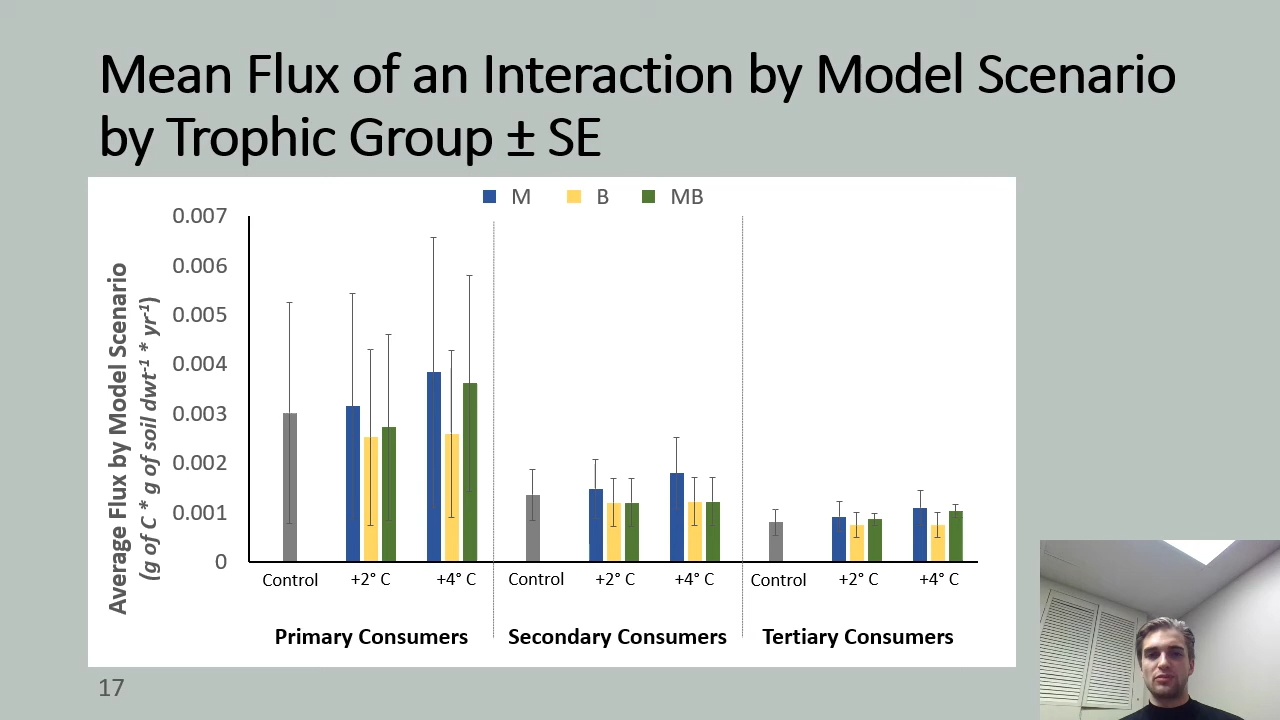 Mean Flux of an Interaction by Model Scenario
by Trophic Group ± SE
M B MB
Average Flux by Model Scenario
(g of C * g of soil dwt-1 * yr-1)
0.007
0.006
0.005
0.004
0.003
0.002
0.001
0
Control +2° C +4° C Control +2° C +4° C Control +2° C +4° C
Primary Consumers Secondary Consumers Tertiary Consumers
17